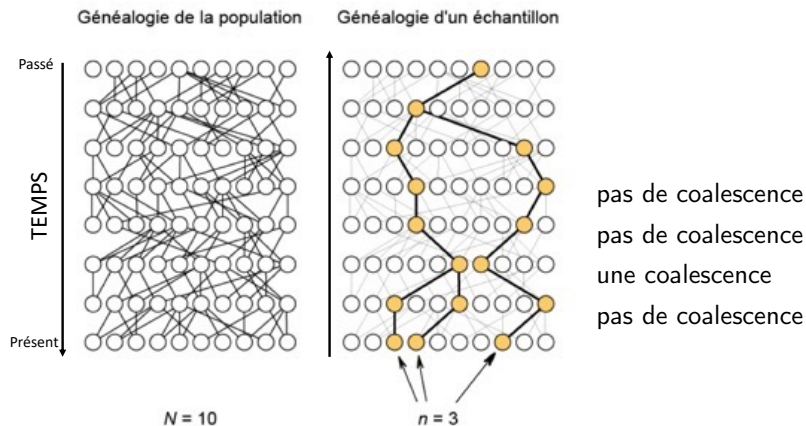 Généalogie de la population
Généalogie d'un échantillon
Passé
TEMPS
pas de coalescence
pas de coalescence
une coalescence
pas de coalescence
Présent
N = 10
n = 3